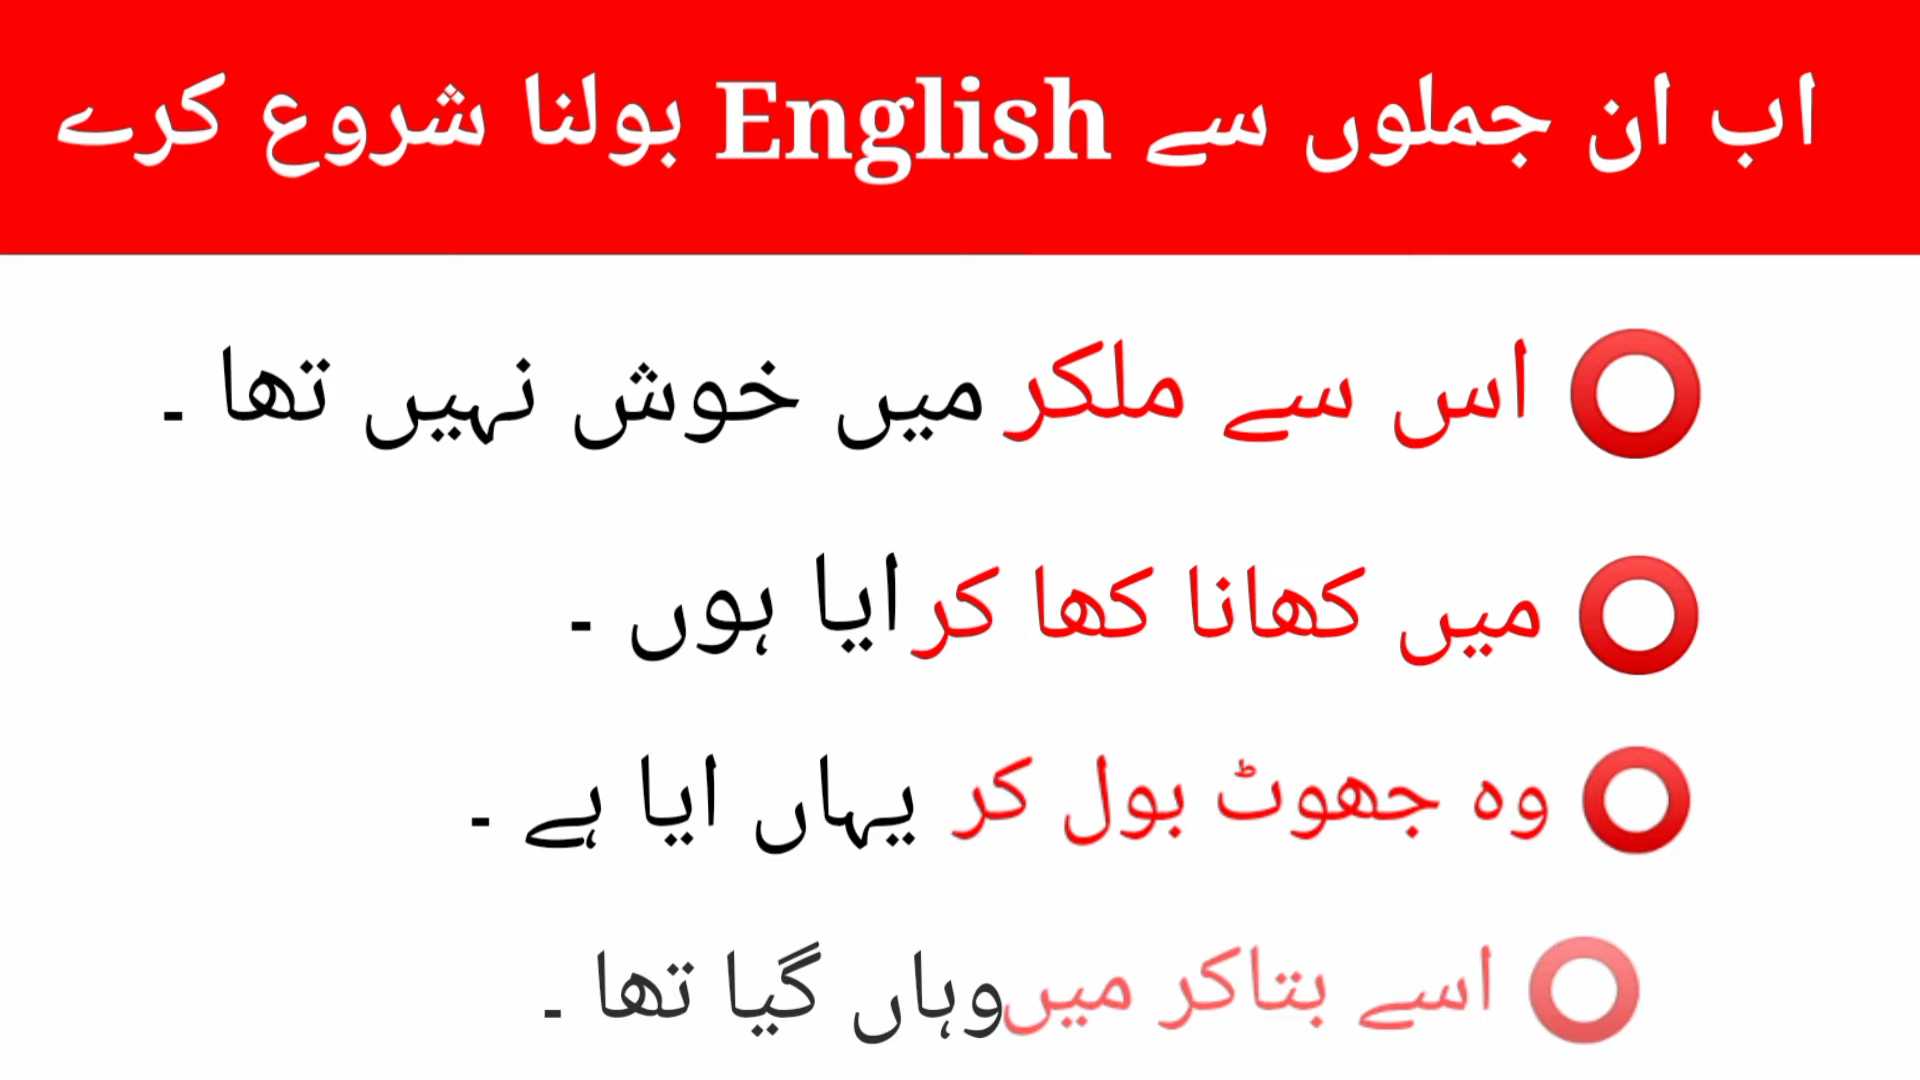 اب ان جملوں سے English بولنا شروع کرے
اس سے ملکر میں خوش نہیں تھا ۔
میں کھانا کھا کر ایا ہوں ۔
وہ جھوٹ بول کر یہاں ایا ہے ۔
اسے بتاکر میں وہاں گیا تھا ۔